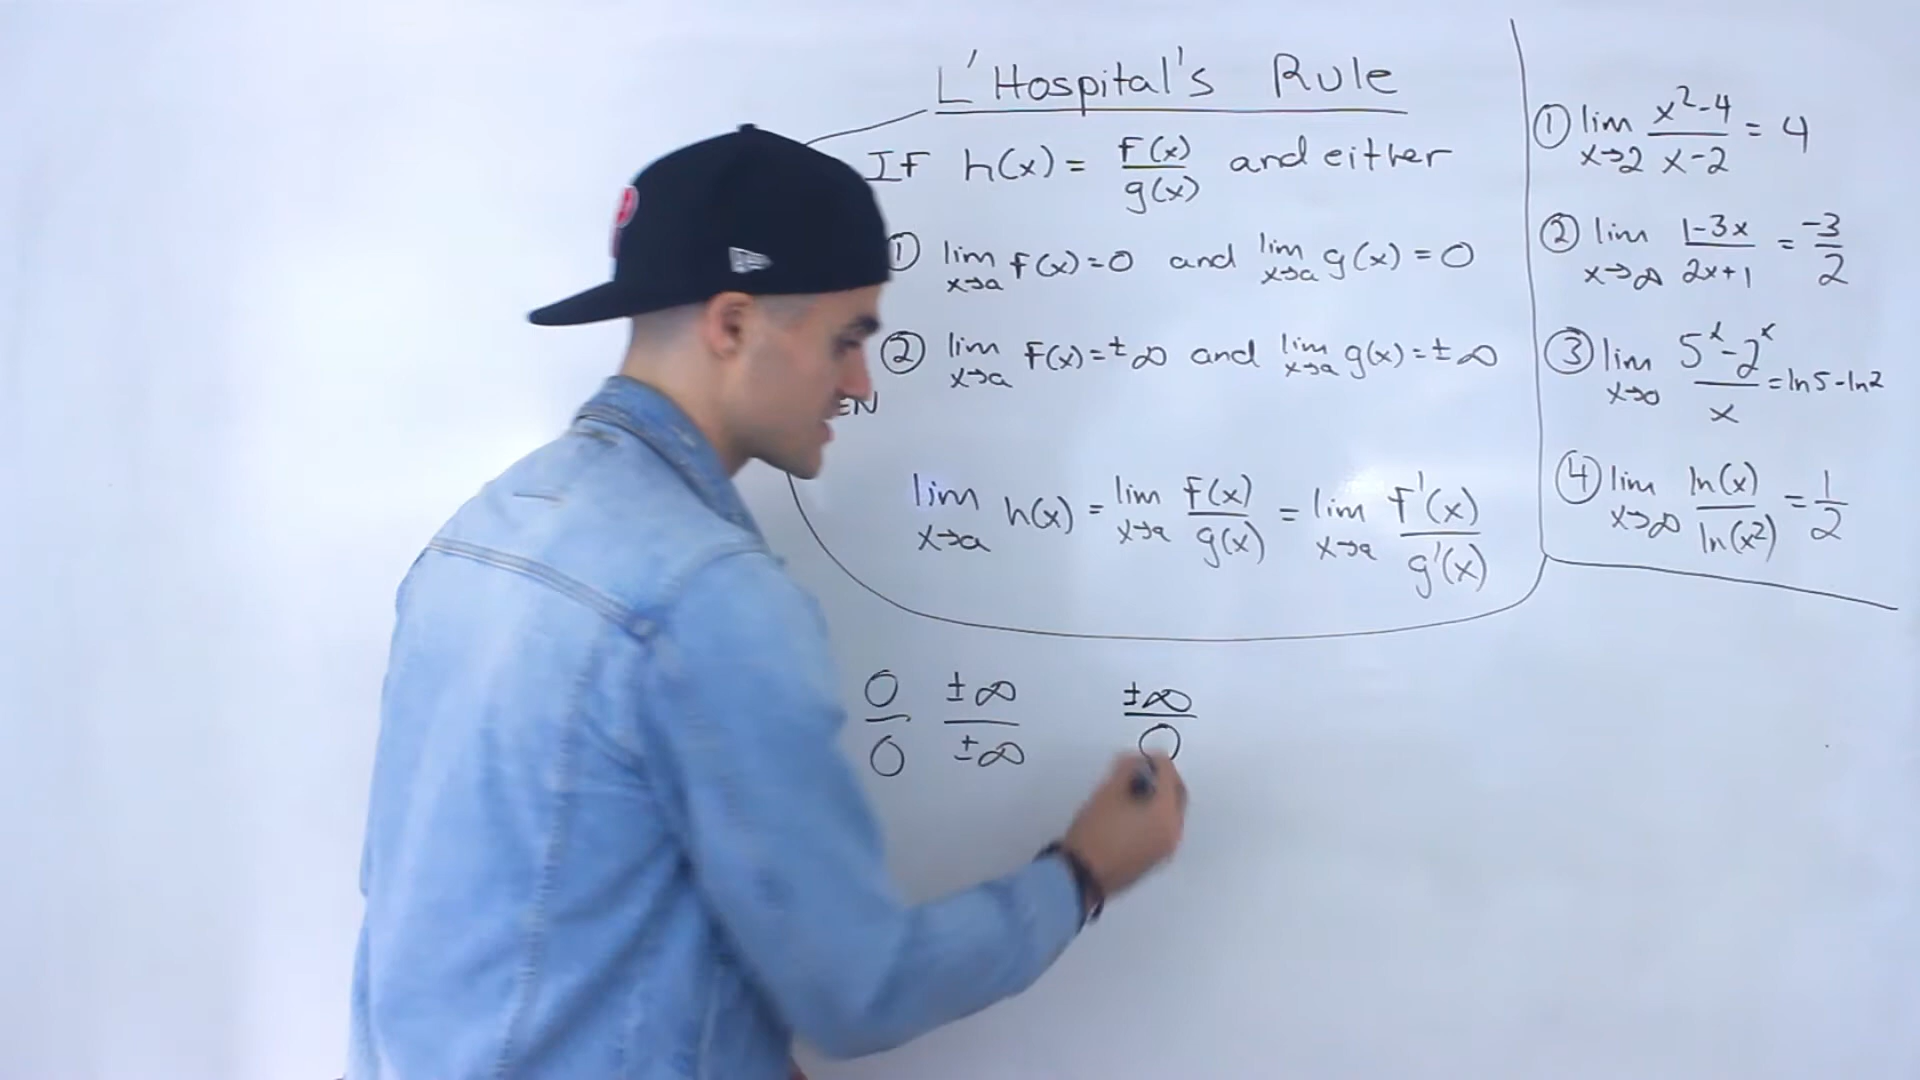 L'Hospital's Rule
If h(x) = f(x)/g(x) and either
① lim x→a f(x)=0 and lim x→a g(x)=0
② lim x→a f(x)=±∞ and lim x→a g(x)=±∞
EN
lim x→a h(x) = lim x→a f(x)/g(x) = lim x→a f'(x)/g'(x)
0/0 ±∞/±∞ ±∞/0
① lim x→2 x²-4/x-2 = 4
② lim x→∞ 1-3x/2x+1 = -3/2
③ lim x→0 5ˣ-2ˣ/x = ln5-ln2
④ lim x→∞ ln(x)/ln(x²) = 1/2